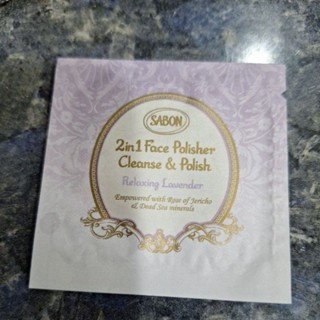 SABON
2in1 Face Polisher
Cleanse & Polish
Relaxing Lavender
Empowered with Rose of Jericho
& Dead Sea minerals